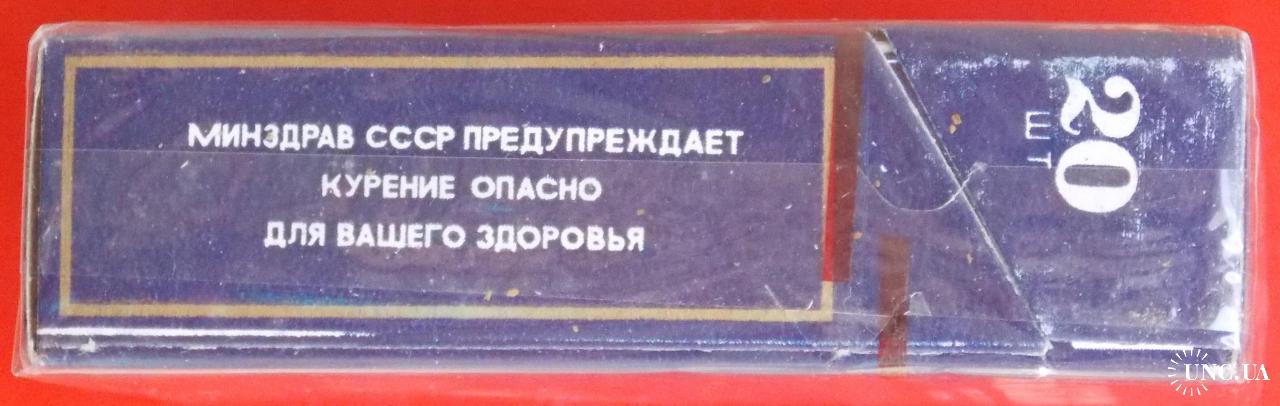 МИНЗДРАВ СССР ПРЕДУПРЕЖДАЕТ
КУРЕНИЕ ОПАСНО
ДЛЯ ВАШЕГО ЗДОРОВЬЯ
20
ШТ
UNC.UA